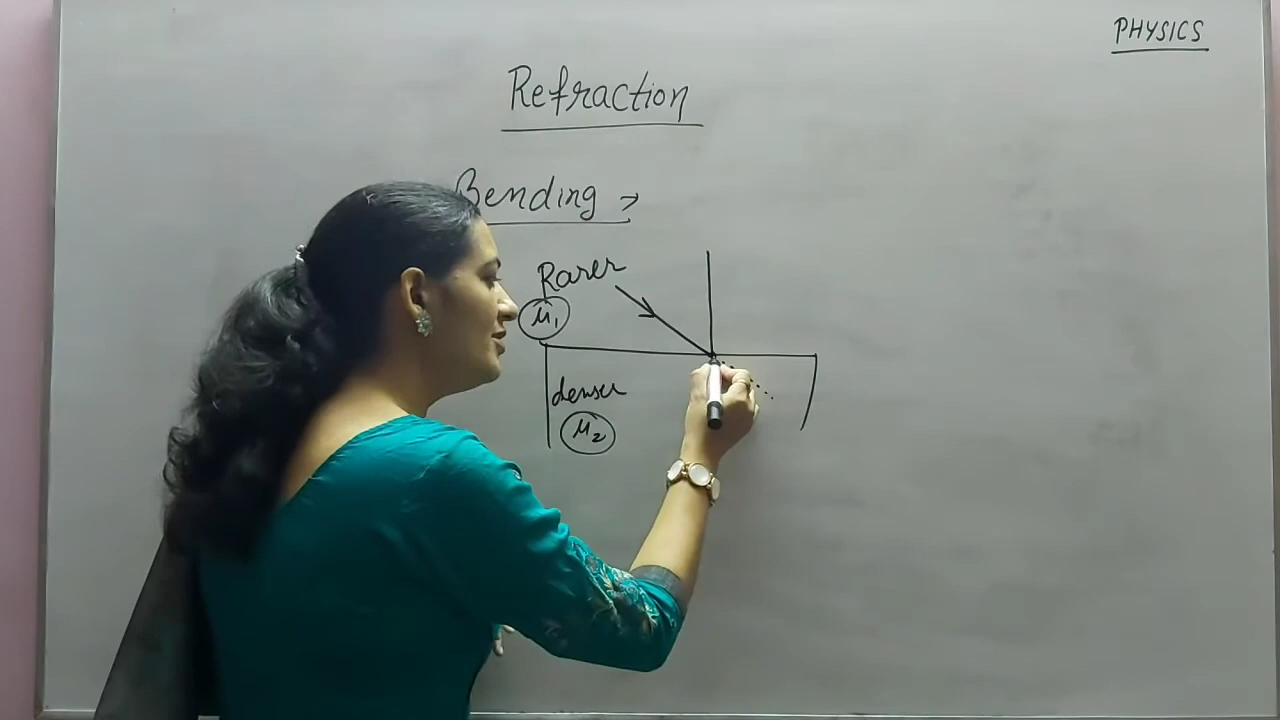 PHYSICS
Refraction
Bending →
Rarer
μ₁
denser
μ₂